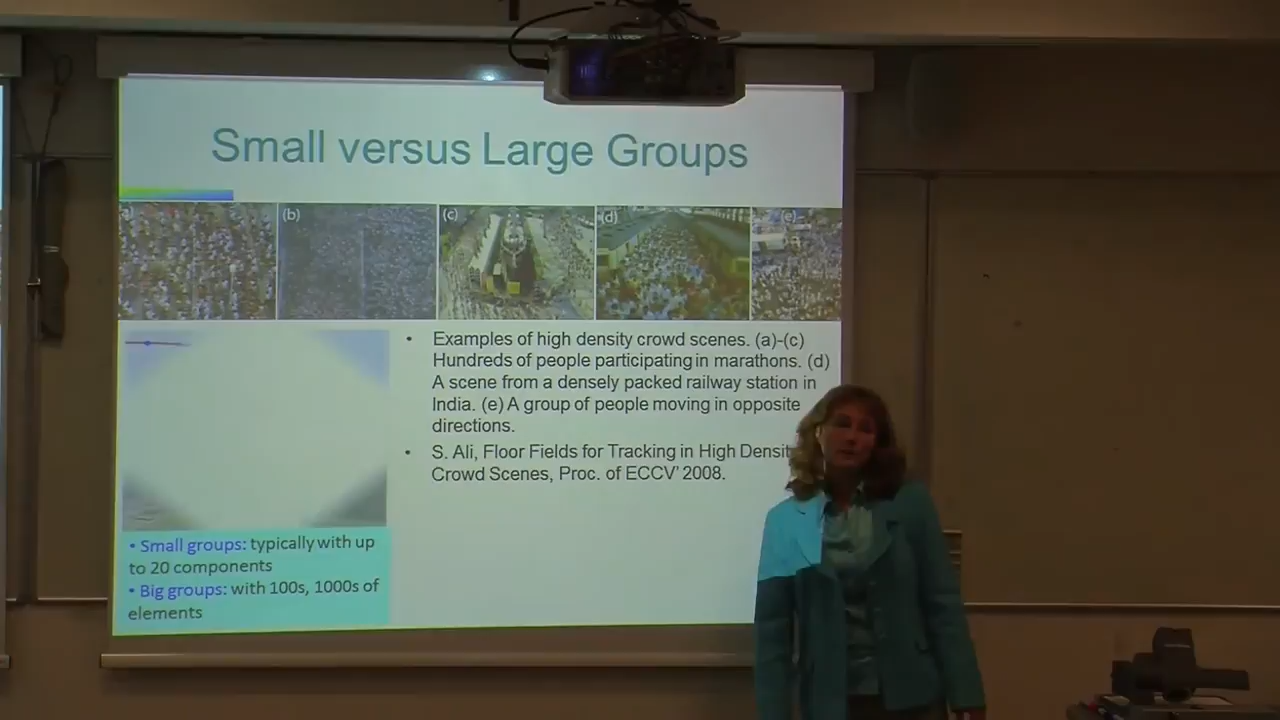 Small versus Large Groups
(b) (c) (d) (e)
• Examples of high density crowd scenes. (a)-(c)
Hundreds of people participating in marathons. (d)
A scene from a densely packed railway station in
India. (e) A group of people moving in opposite
directions.
• S. Ali, Floor Fields for Tracking in High Densit
Crowd Scenes, Proc. of ECCV' 2008.
• Small groups: typically with up
to 20 components
• Big groups: with 100s, 1000s of
elements